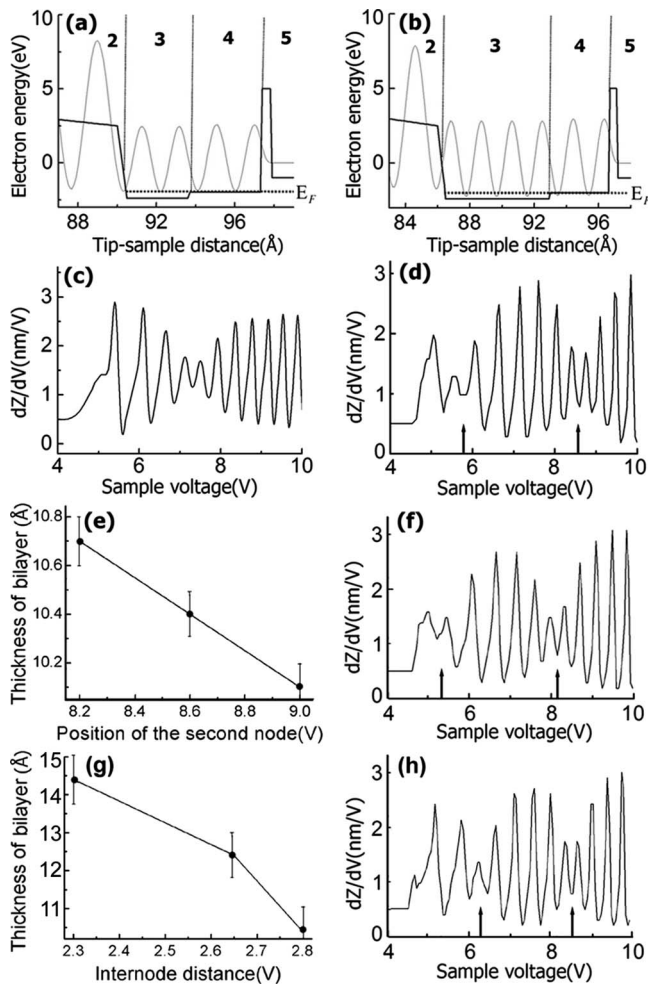 (a)
2 3 4 5
Electron energy(eV)
10
5
0
E_F
88 92 96
Tip-sample distance(Å)
(b)
2 3 4 5
Electron energy(eV)
10
5
0
E_F
84 88 92 96
Tip-sample distance(Å)
(c)
dZ/dV(nm/V)
3
2
1
0
4 6 8 10
Sample voltage(V)
(d)
dZ/dV(nm/V)
3
2
1
0
4 6 8 10
Sample voltage(V)
(e)
Thickness of bilayer (Å)
10.8
10.6
10.4
10.2
8.2 8.4 8.6 8.8 9.0
Position of the second node(V)
(f)
dZ/dV(nm/V)
3
2
1
0
4 6 8 10
Sample voltage(V)
(g)
Thickness of bilayer (Å)
15
14
13
12
11
2.3 2.4 2.5 2.6 2.7 2.8
Internode distance(V)
(h)
dZ/dV(nm/V)
3
2
1
0
4 6 8 10
Sample voltage(V)